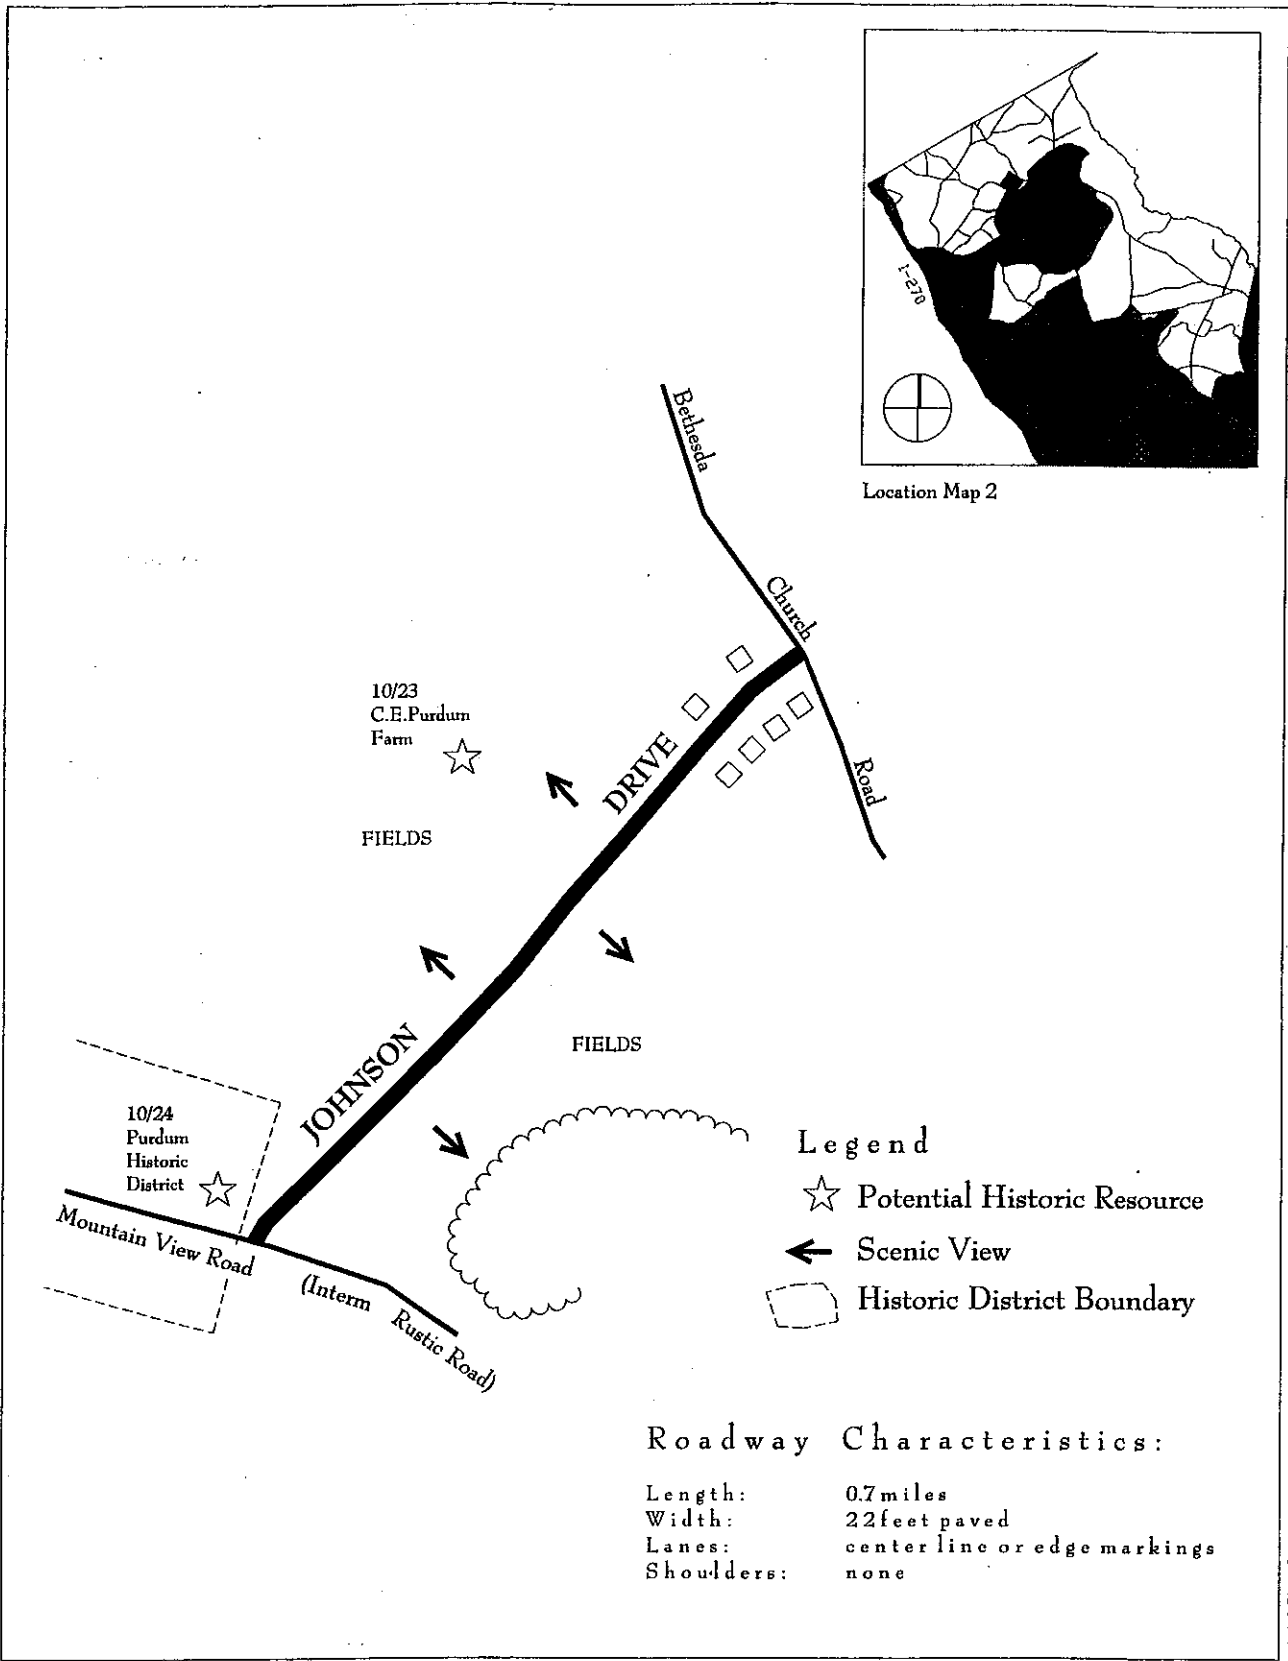 I-270
Location Map 2
Bethesda
Church
Road
10/23
C.E.Purdum
Farm
DRIVE
FIELDS
FIELDS
JOHNSON
10/24
Purdum
Historic
District
Mountain View Road
(Interm
Rustic Road)
Legend
Potential Historic Resource
Scenic View
Historic District Boundary
Roadway Characteristics:
Length: 0.7 miles
Width: 22 feet paved
Lanes: center line or edge markings
Shoulders: none